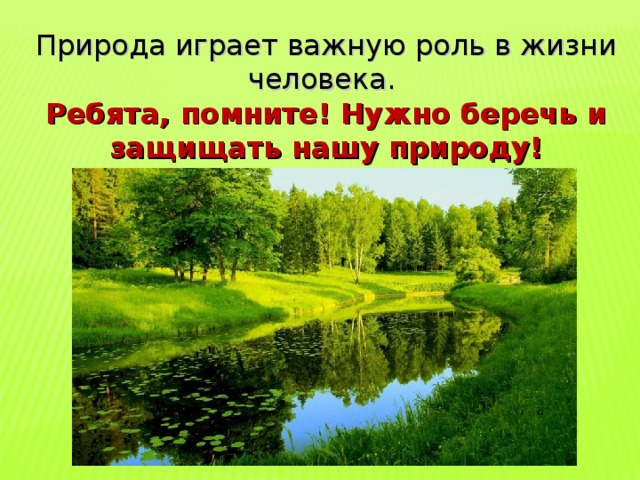 Природа играет важную роль в жизни
человека.
Ребята, помните! Нужно беречь и
защищать нашу природу!